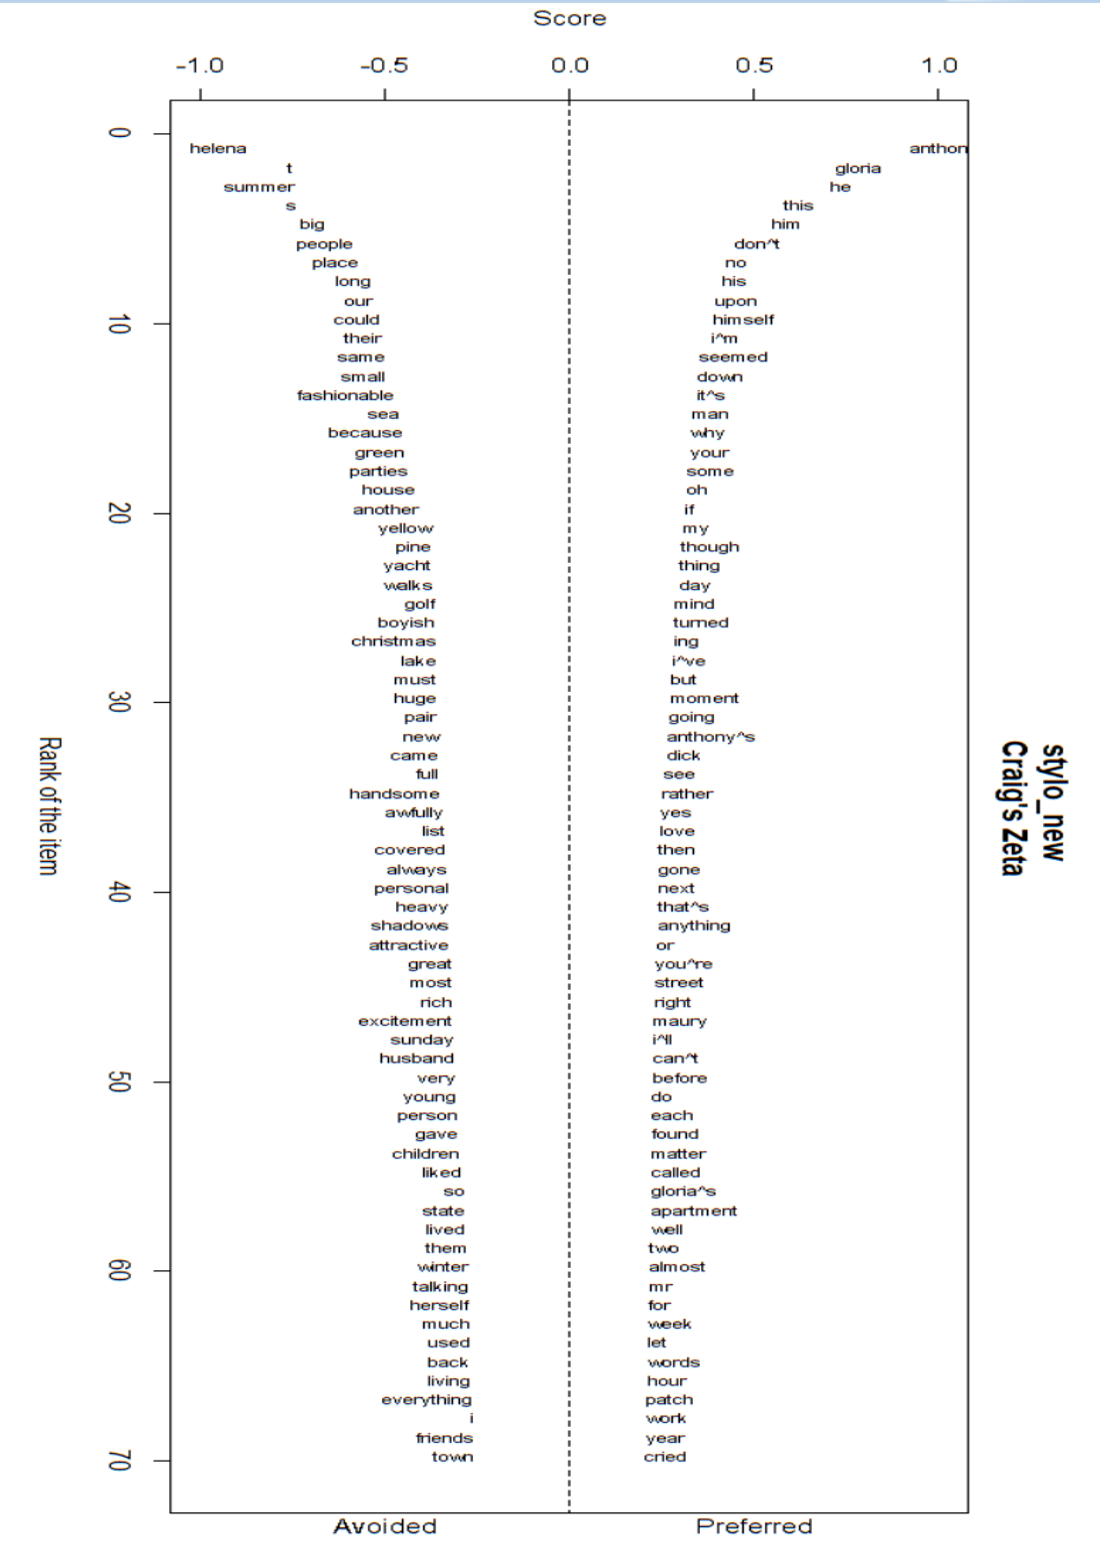 Score
-1.0 -0.5 0.0 0.5 1.0
0
helena anthon
t gloria
summer he
s this
big him
people don^t
place no
long his
our upon
10
could himself
their i^m
same seemed
small down
fashionable it^s
sea man
because why
green your
parties some
house oh
20
another if
yellow my
pine though
yacht thing
walks day
golf mind
boyish turned
christmas ing
lake i^ve
must but
30
huge moment
pair going
new anthony^s
came dick
full see
handsome rather
awfully yes
list love
covered then
always gone
40
personal next
heavy that^s
shadows anything
attractive or
great you^re
most street
rich right
excitement maury
sunday i^ll
husband can^t
50
very before
young do
person each
gave found
children matter
liked called
so gloria^s
state apartment
lived well
them two
60
winter almost
talking mr
herself for
much week
used let
back words
living hour
everything patch
i work
friends year
70
town cried
Avoided Preferred
Rank of the item
stylo_new
Craig's Zeta